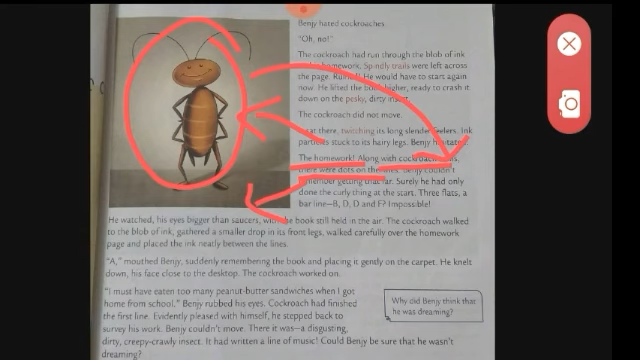 Benjy hated cockroaches.
"Oh, no!"
The cockroach had run through the blob of ink
homework. Spindly trails were left across
the page. Ruined! He would have to start again
now. He lifted the book higher, ready to crash it
down on the pesky, dirty insect.
The cockroach did not move.
sat there, twitching its long slender feelers. Ink
particles stuck to its hairy legs. Benjy hesitated.
The homework! Along with cockroach
there were dots on the lines. Benjy couldn't
remember getting that far. Surely he had only
done the curly thing at the start. Three flats, a
bar line—B, D, D and F? Impossible!
He watched, his eyes bigger than saucers, with the book still held in the air. The cockroach walked
to the blob of ink, gathered a smaller drop in its front legs, walked carefully over the homework
page and placed the ink neatly between the lines.
"A," mouthed Benjy, suddenly remembering the book and placing it gently on the carpet. He knelt
down, his face close to the desktop. The cockroach worked on.
"I must have eaten too many peanut-butter sandwiches when I got
home from school," Benjy rubbed his eyes. Cockroach had finished
the first line. Evidently pleased with himself, he stepped back to
survey his work. Benjy couldn't move. There it was—a disgusting,
dirty, creepy-crawly insect. It had written a line of music! Could Benjy be sure that he wasn't
dreaming?
Why did Benjy think that
he was dreaming?